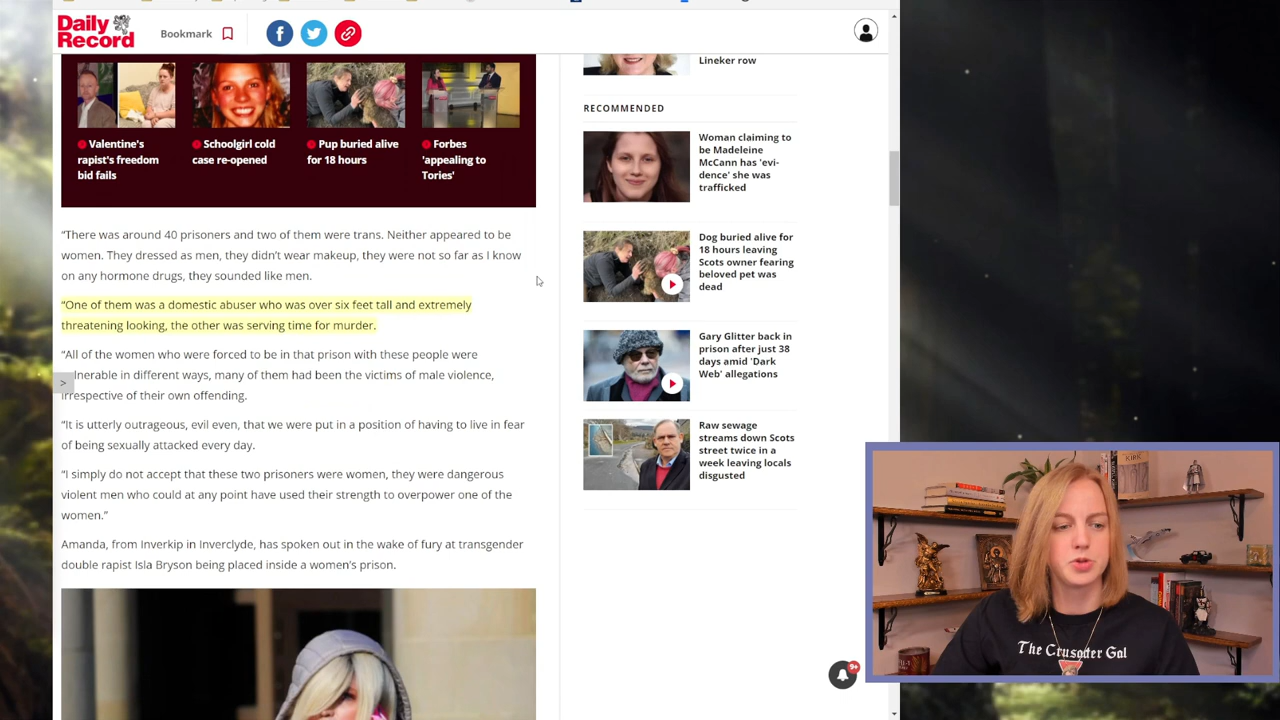 Daily
Record
Bookmark
Valentine's
rapist's freedom
bid fails
Schoolgirl cold
case re-opened
Pup buried alive
for 18 hours
Forbes
'appealing to
Tories'
“There was around 40 prisoners and two of them were trans. Neither appeared to be
women. They dressed as men, they didn’t wear makeup, they were not so far as I know
on any hormone drugs, they sounded like men.
“One of them was a domestic abuser who was over six feet tall and extremely
threatening looking, the other was serving time for murder.
“All of the women who were forced to be in that prison with these people were
lnerable in different ways, many of them had been the victims of male violence,
irrespective of their own offending.
“It is utterly outrageous, evil even, that we were put in a position of having to live in fear
of being sexually attacked every day.
“I simply do not accept that these two prisoners were women, they were dangerous
violent men who could at any point have used their strength to overpower one of the
women.”
Amanda, from Inverkip in Inverclyde, has spoken out in the wake of fury at transgender
double rapist Isla Bryson being placed inside a women’s prison.
>
Lineker row
RECOMMENDED
Woman claiming to
be Madeleine
McCann has 'evi-
dence' she was
trafficked
Dog buried alive for
18 hours leaving
Scots owner fearing
beloved pet was
dead
Gary Glitter back in
prison after just 38
days amid 'Dark
Web' allegations
Raw sewage
streams down Scots
street twice in a
week leaving locals
disgusted
9+
KIRK
The Crusader Gal